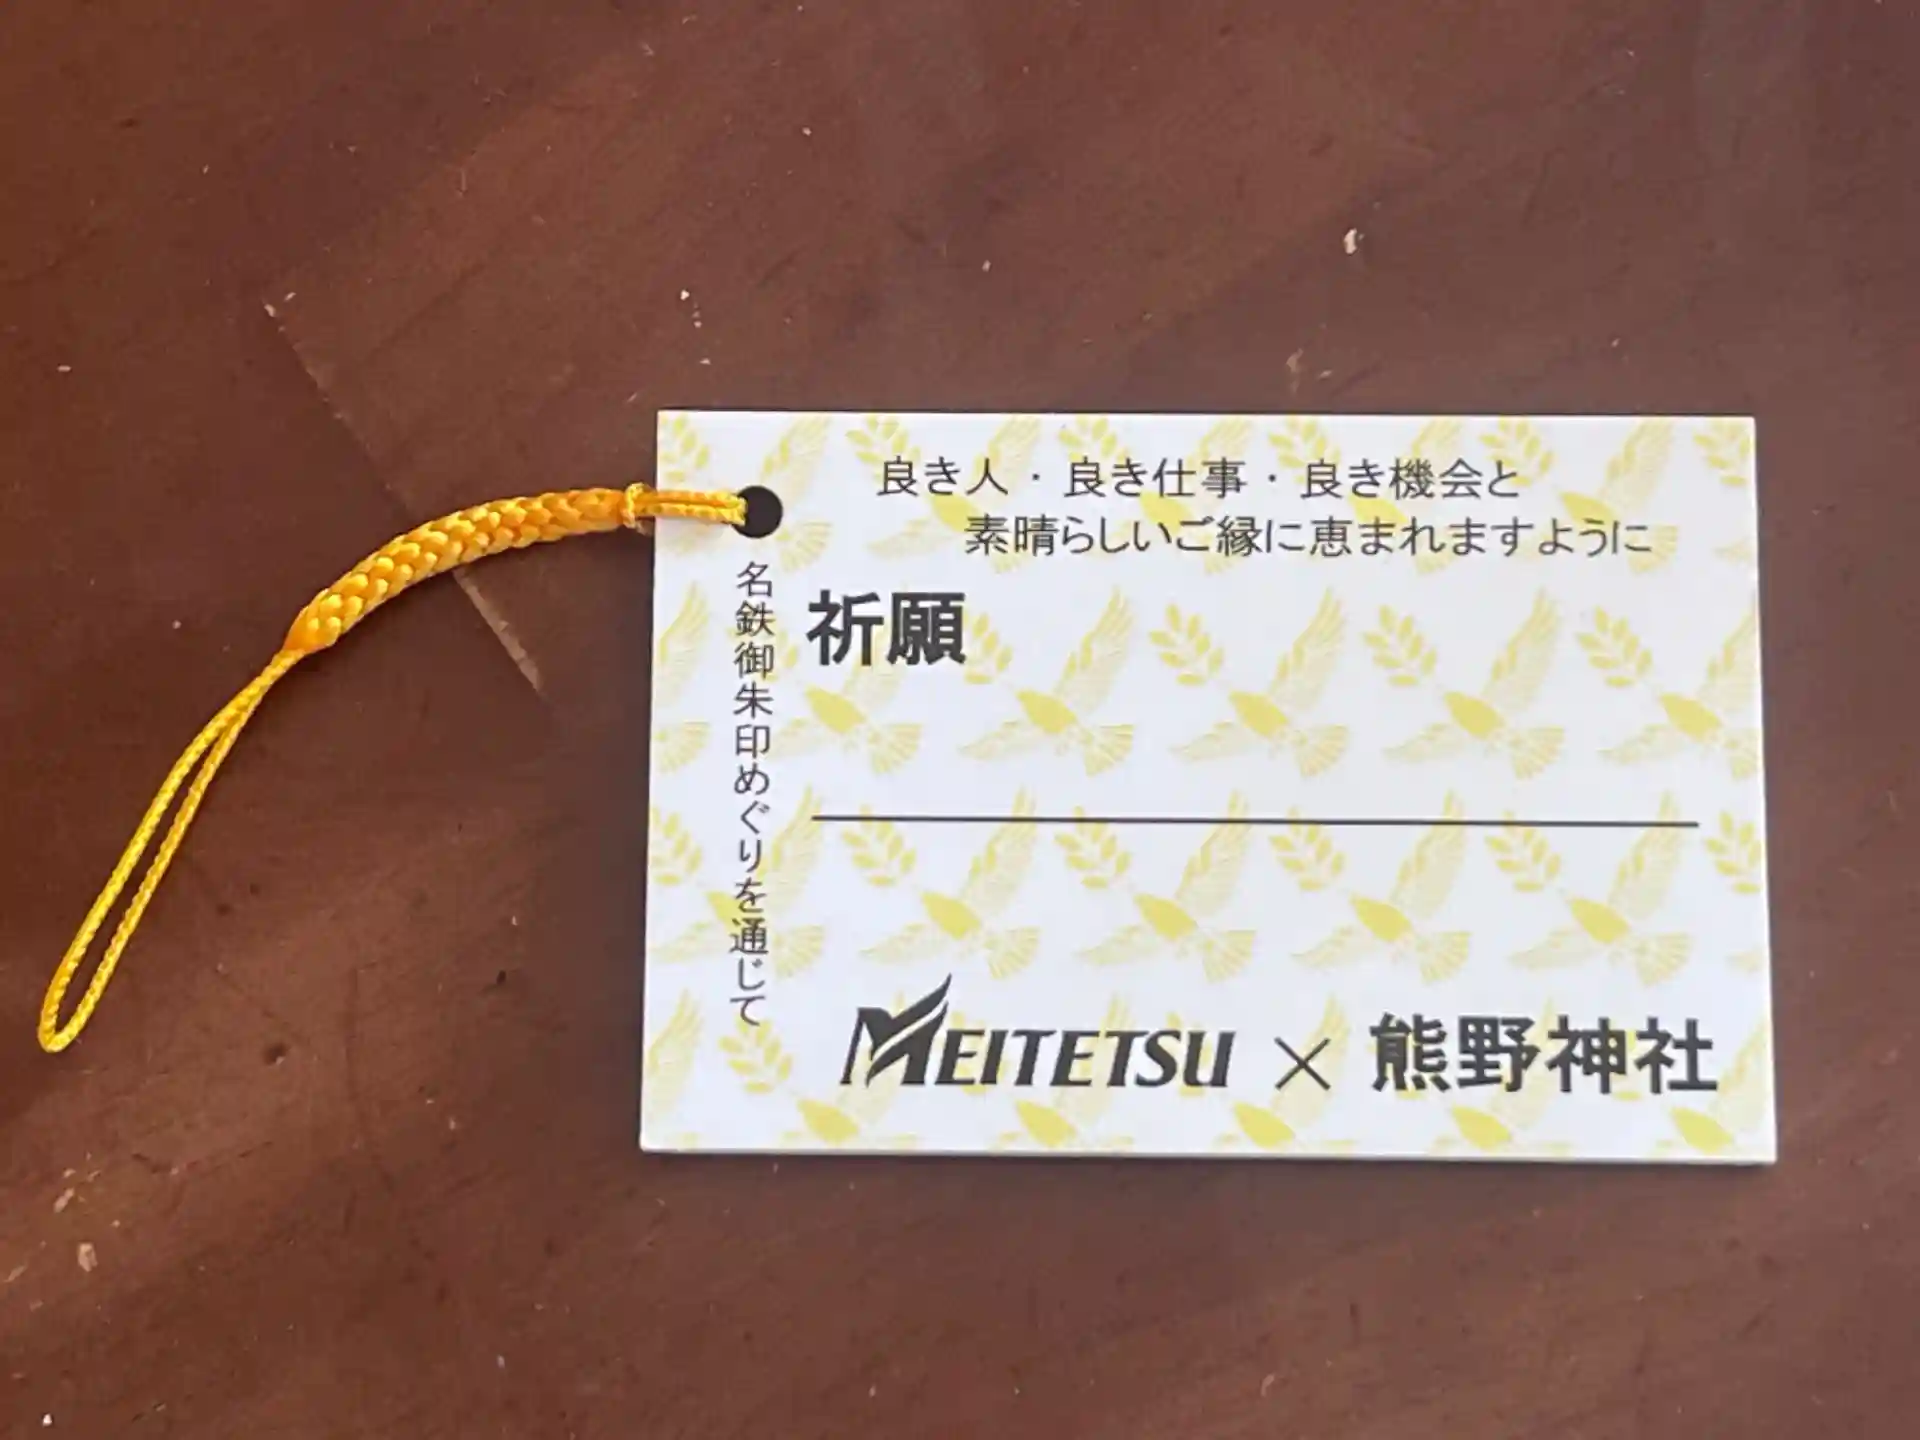 良き人・良き仕事・良き機会と
素晴らしいご縁に恵まれますように
名鉄御朱印めぐりを通じて
祈願
MEITETSU × 熊野神社